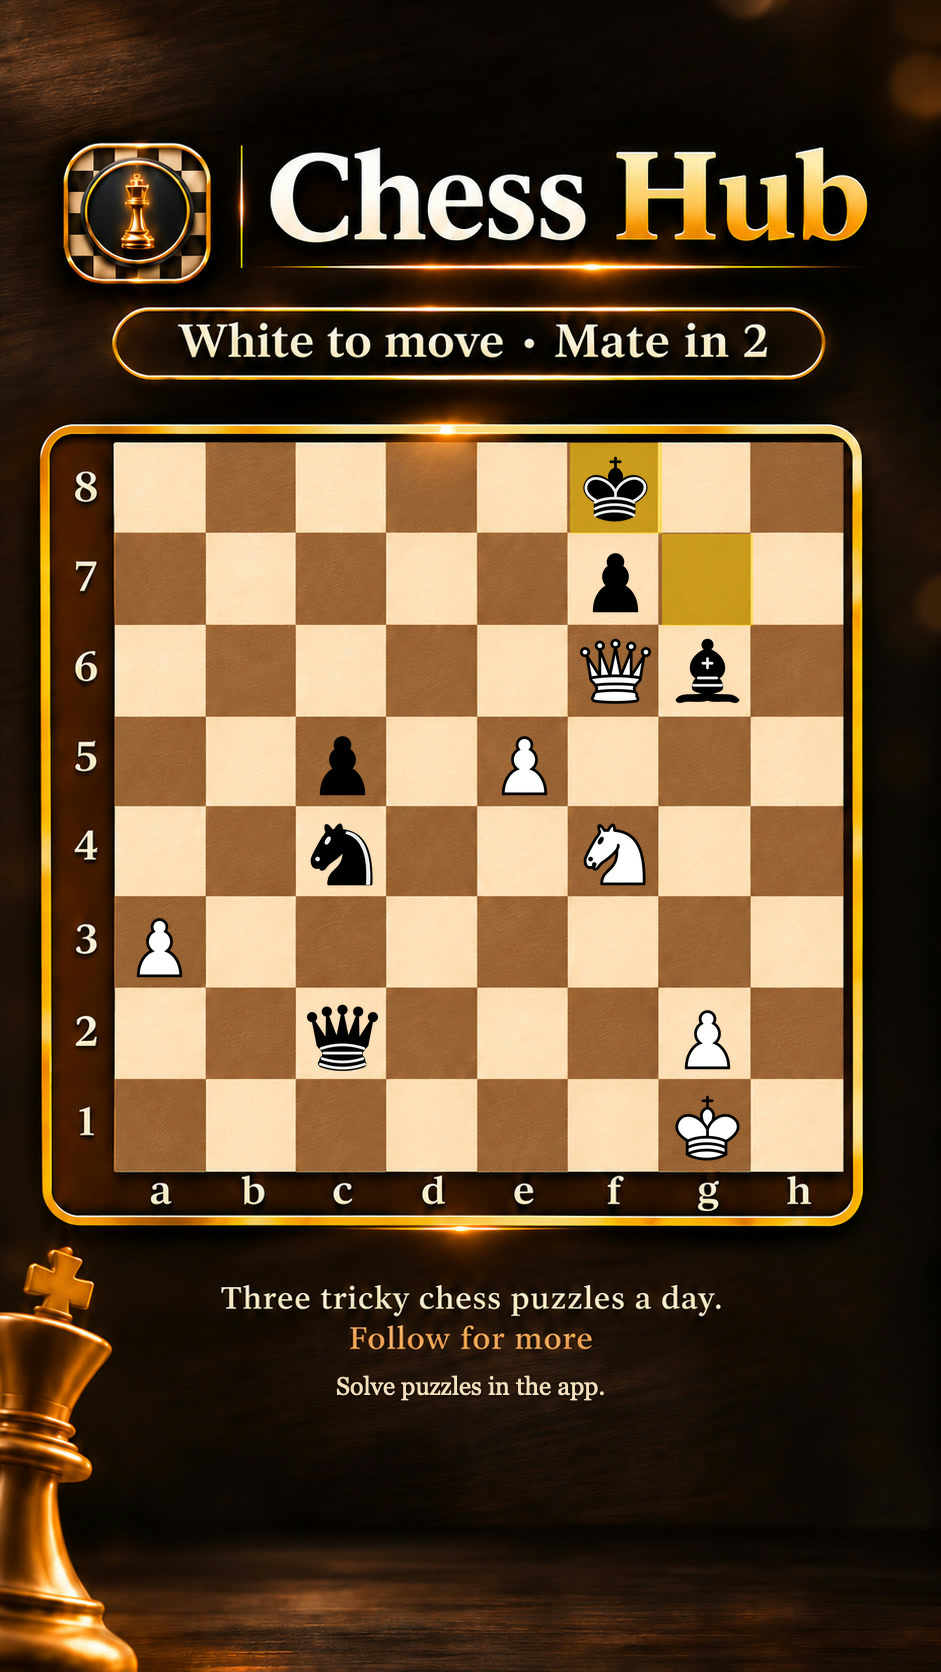 Chess Hub
White to move • Mate in 2
8
7
6
5
4
3
2
1
a b c d e f g h
Three tricky chess puzzles a day.
Follow for more
Solve puzzles in the app.